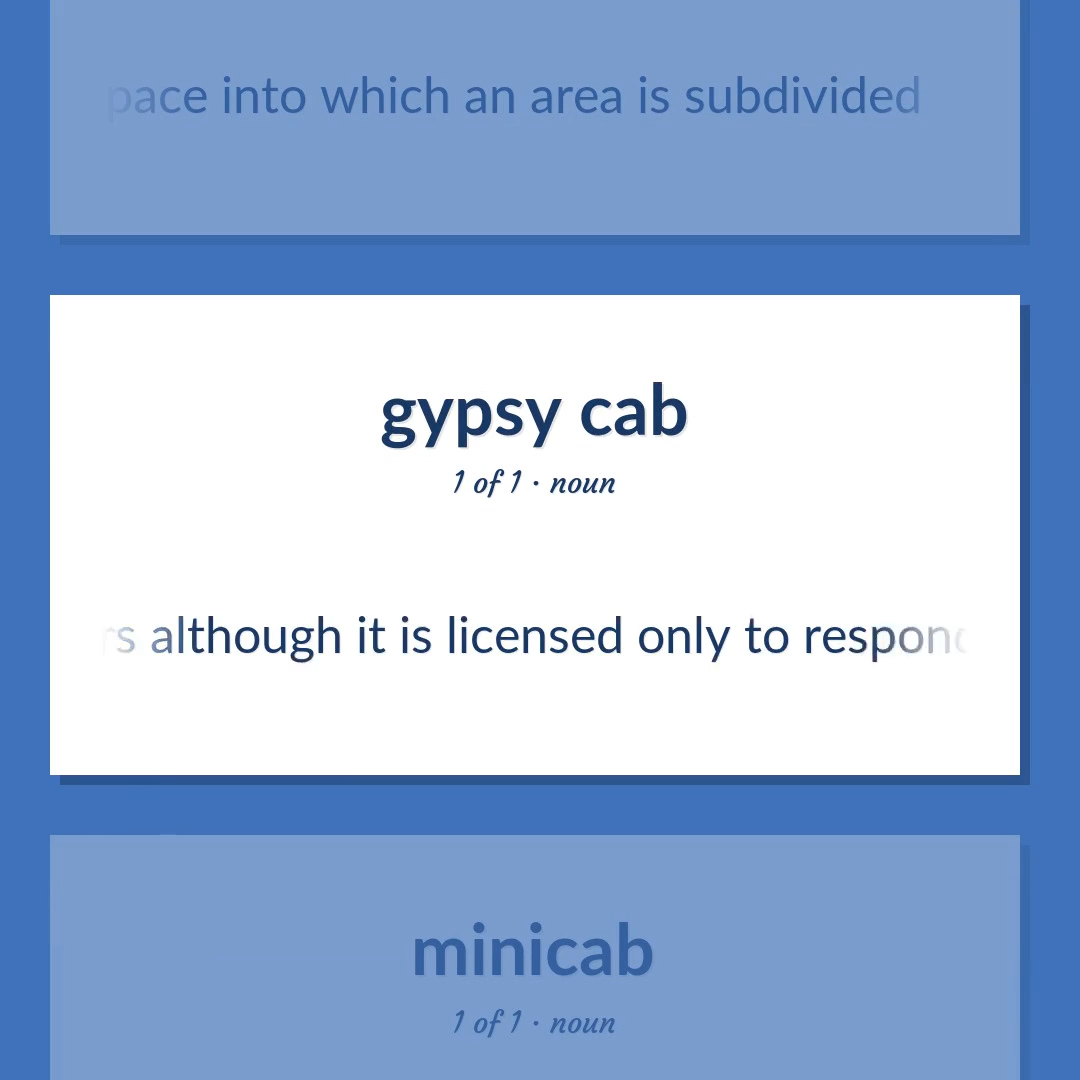 pace into which an area is subdivided
gypsy cab
1 of 1 · noun
rs although it is licensed only to respon
minicab
1 of 1 · noun